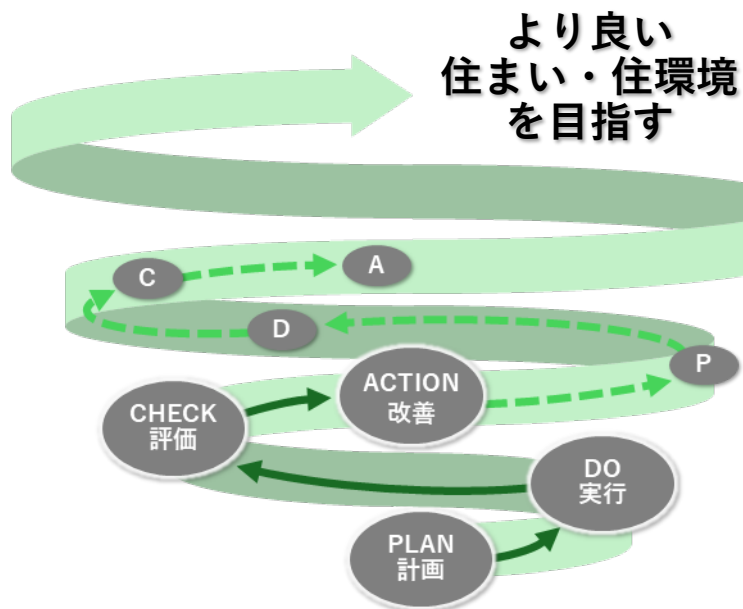 より良い
住まい・住環境
を目指す
C
A
D
P
ACTION
改善
CHECK
評価
DO
実行
PLAN
計画